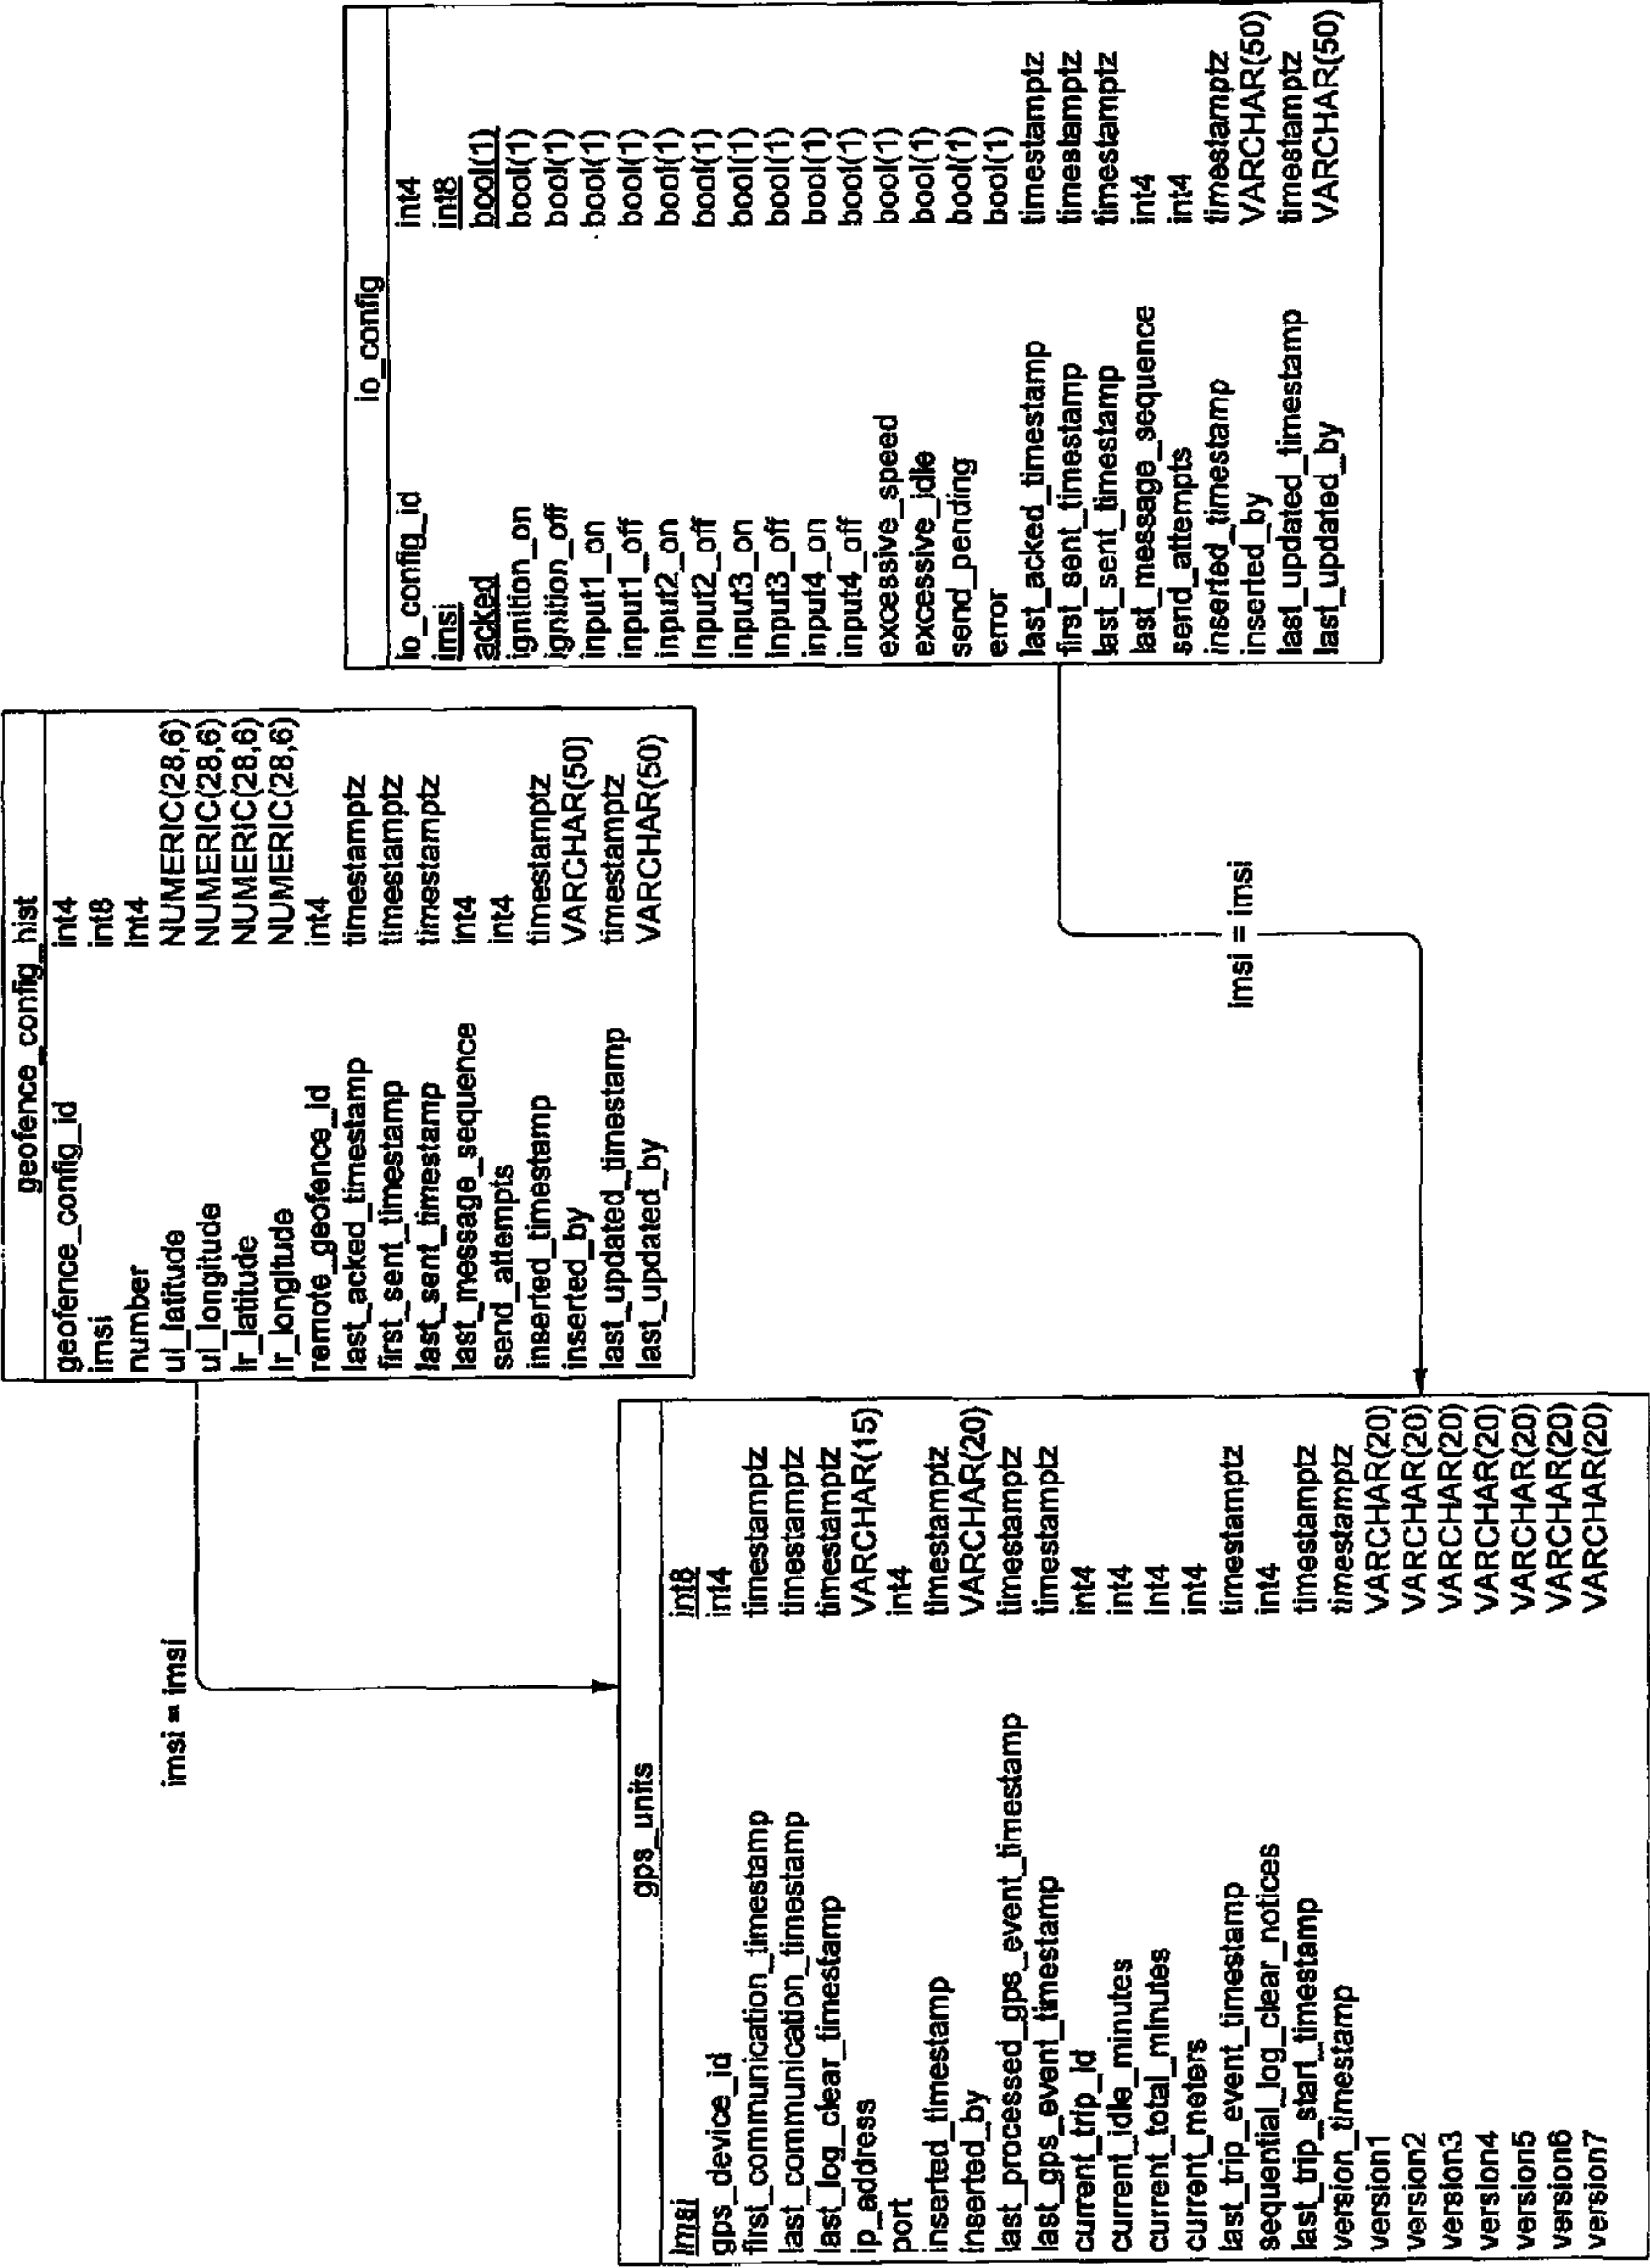 geofence_config_hist
geofence_config_id int4
imsi int8
number int4
ul_latitude NUMERIC(28,6)
ul_longitude NUMERIC(28,6)
lr_latitude NUMERIC(28,6)
lr_longitude NUMERIC(28,6)
remote_geofence_id int4
last_acked_timestamp timestamptz
first_sent_timestamp timestamptz
last_sent_timestamp timestamptz
last_message_sequence int4
send_attempts int4
inserted_timestamp timestamptz
inserted_by VARCHAR(50)
last_updated_timestamp timestamptz
last_updated_by VARCHAR(50)
imsi = imsi
io_config
io_config_id int4
imsi int8
acked bool(1)
ignition_on bool(1)
ignition_off bool(1)
input1_on bool(1)
input1_off bool(1)
input2_on bool(1)
input2_off bool(1)
input3_on bool(1)
input3_off bool(1)
input4_on bool(1)
input4_off bool(1)
excessive_speed bool(1)
excessive_idle bool(1)
send_pending bool(1)
error bool(1)
last_acked_timestamp timestamptz
first_sent_timestamp timestamptz
last_sent_timestamp timestamptz
last_message_sequence int4
send_attempts int4
inserted_timestamp timestamptz
inserted_by VARCHAR(50)
last_updated_timestamp timestamptz
last_updated_by VARCHAR(50)
imsi = imsi
gps_units
imsi int8
gps_device_id int4
first_communication_timestamp timestamptz
last_communication_timestamp timestamptz
last_log_clear_timestamp timestamptz
ip_address VARCHAR(15)
port int4
inserted_timestamp timestamptz
inserted_by VARCHAR(20)
last_processed_gps_event_timestamp timestamptz
last_gps_event_timestamp timestamptz
current_trip_id int4
current_idle_minutes int4
current_total_minutes int4
current_meters int4
last_trip_event_timestamp timestamptz
sequential_log_clear_notices int4
last_trip_start_timestamp timestamptz
version_timestamp timestamptz
version1 VARCHAR(20)
version2 VARCHAR(20)
version3 VARCHAR(20)
version4 VARCHAR(20)
version5 VARCHAR(20)
version6 VARCHAR(20)
version7 VARCHAR(20)